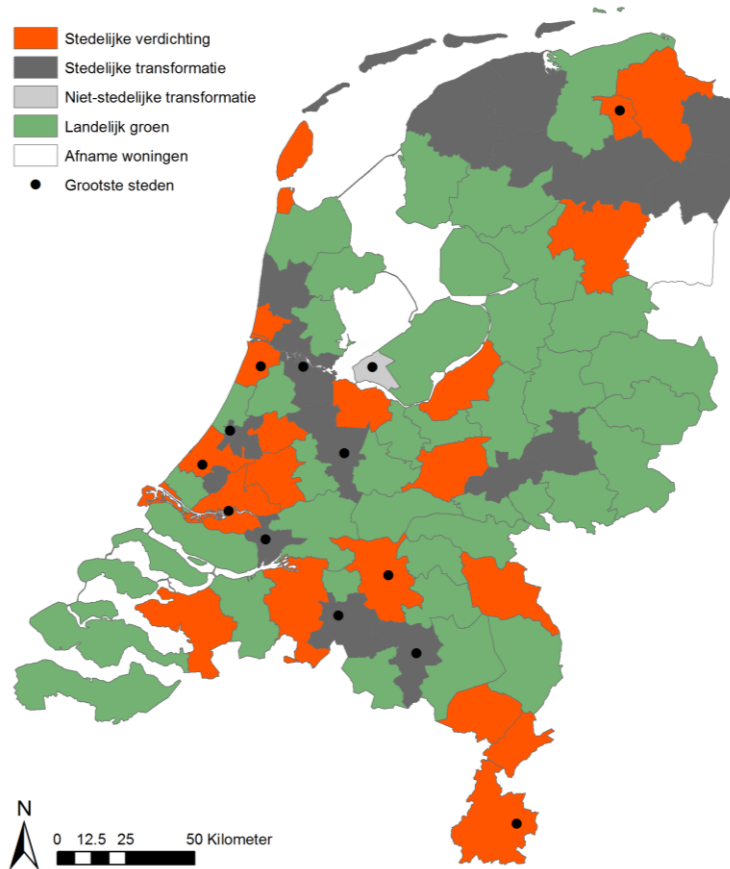 Stedelijke verdichting
Stedelijke transformatie
Niet-stedelijke transformatie
Landelijk groen
Afname woningen
Grootste steden
N
0 12.5 25 50 Kilometer